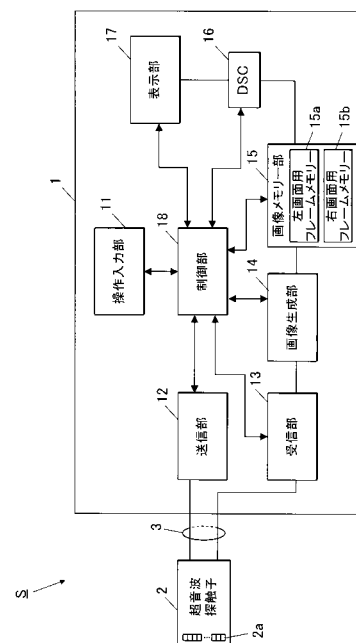 S
1
2
超音波
探触子
2a
3
12
送信部
13
受信部
11
操作入力部
18
制御部
14
画像生成部
17
表示部
16
DSC
15
画像メモリー部
15a
左画面用
フレームメモリー
15b
右画面用
フレームメモリー